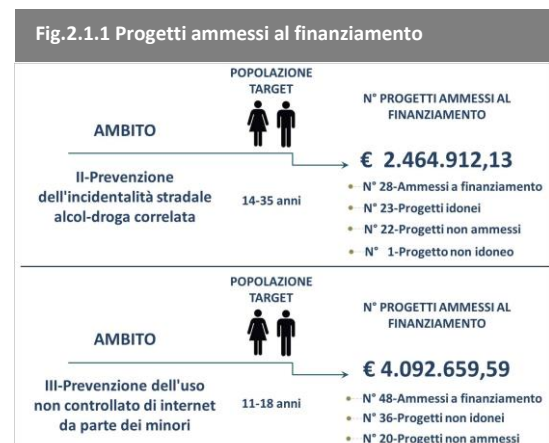 Fig.2.1.1 Progetti ammessi al finanziamento
POPOLAZIONE
TARGET
N° PROGETTI AMMESSI AL
FINANZIAMENTO
AMBITO
€ 2.464.912,13
II-Prevenzione
dell'incidentalità stradale
alcol-droga correlata
14-35 anni
N° 28-Ammessi a finanziamento
N° 23-Progetti idonei
N° 22-Progetti non ammessi
N° 1-Progetto non idoneo
POPOLAZIONE
TARGET
N° PROGETTI AMMESSI AL
FINANZIAMENTO
AMBITO
€ 4.092.659,59
III-Prevenzione dell'uso
non controllato di internet
da parte dei minori
11-18 anni
N° 48-Ammessi a finanziamento
N° 36-Progetti non idonei
N° 20-Progetti non ammessi